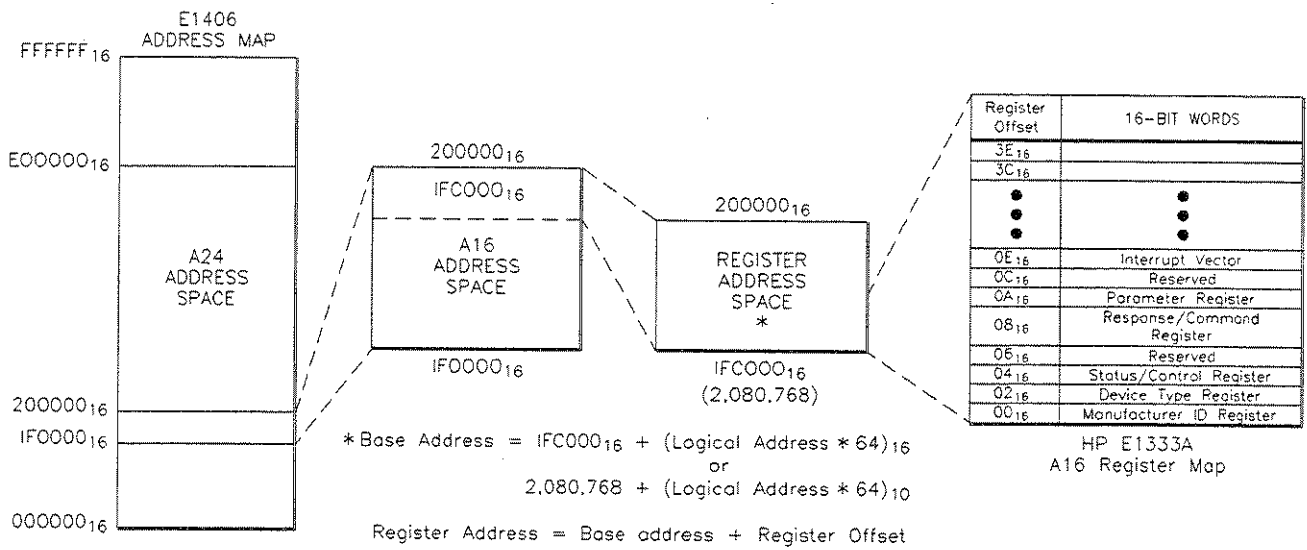 E1406
ADDRESS MAP
FFFFFF₁₆
E00000₁₆
A24
ADDRESS
SPACE
200000₁₆
1F0000₁₆
000000₁₆
200000₁₆
1FC000₁₆
A16
ADDRESS
SPACE
1F0000₁₆
200000₁₆
REGISTER
ADDRESS
SPACE
*
1FC000₁₆
(2,080,768)
Register Offset 16-BIT WORDS
3E₁₆
3C₁₆
0E₁₆ Interrupt Vector
0C₁₆ Reserved
0A₁₆ Parameter Register
08₁₆ Response/Command Register
06₁₆ Reserved
04₁₆ Status/Control Register
02₁₆ Device Type Register
00₁₆ Manufacturer ID Register
HP E1333A
A16 Register Map
* Base Address = 1FC000₁₆ + (Logical Address * 64)₁₆
or
2,080,768 + (Logical Address * 64)₁₀
Register Address = Base address + Register Offset